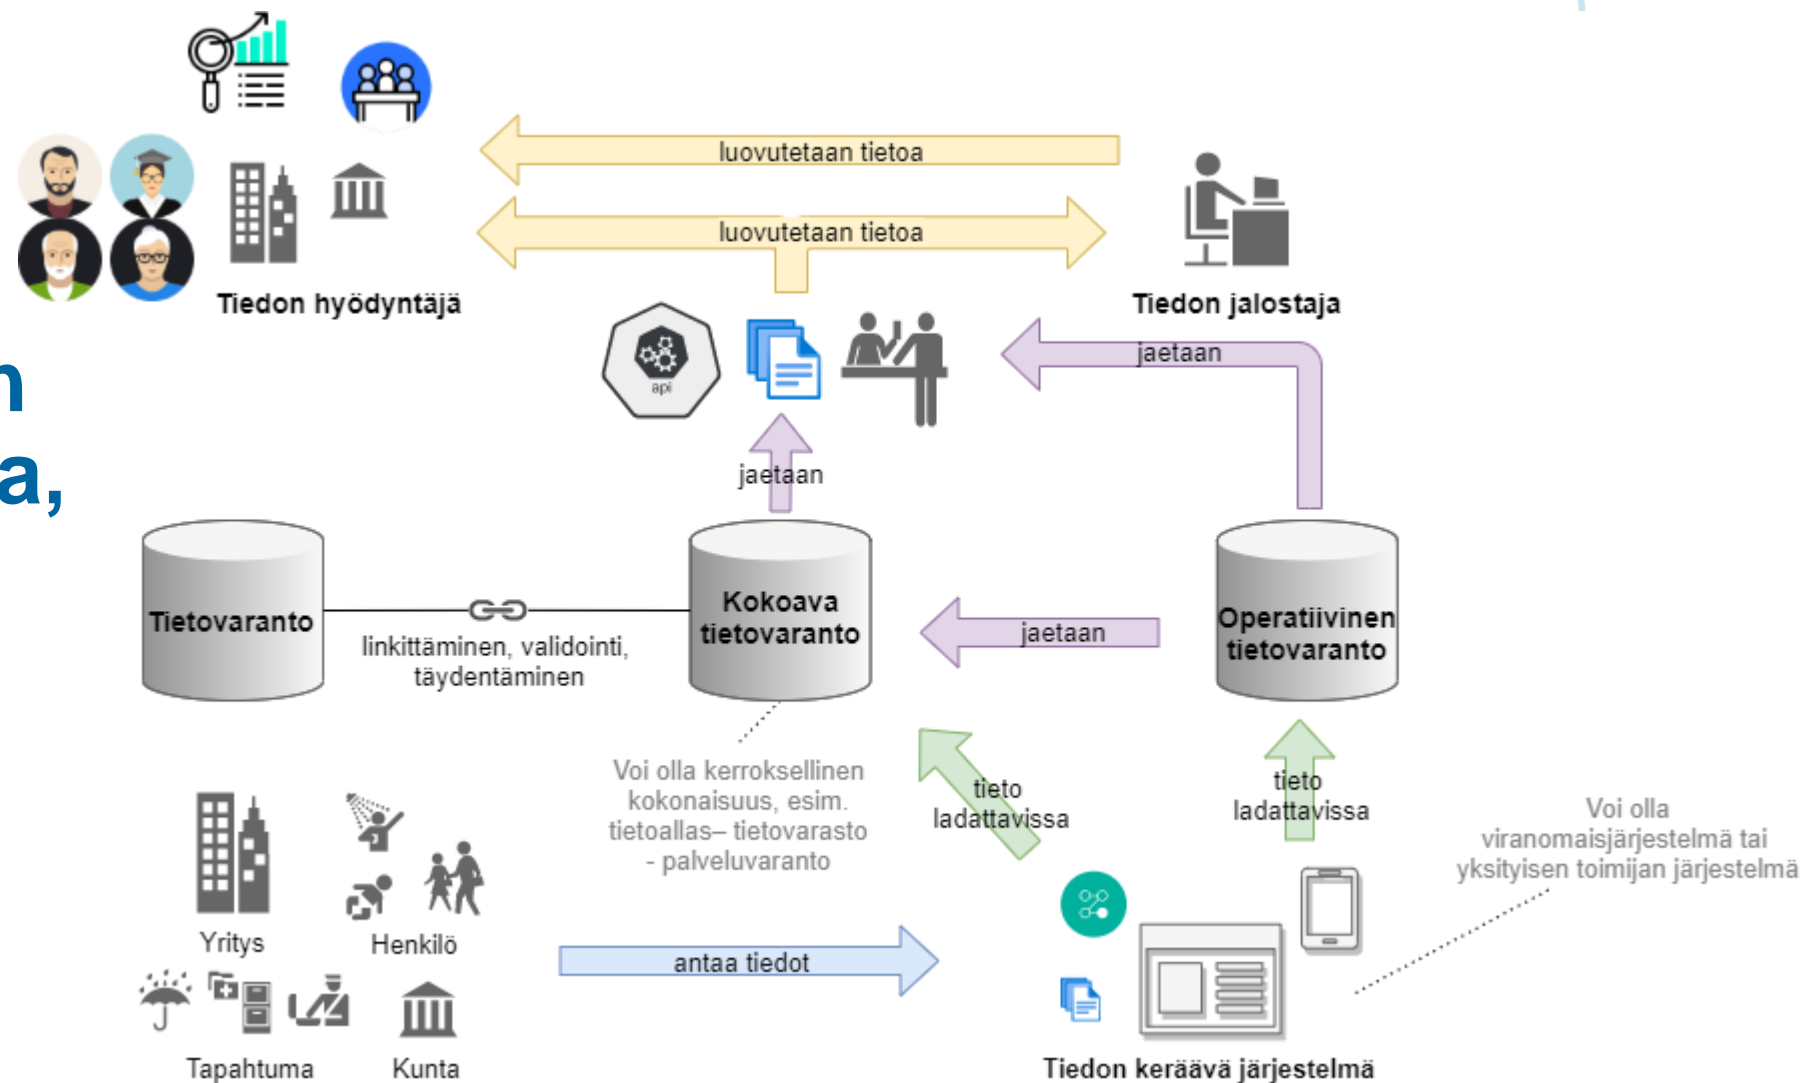 luovutetaan tietoa
luovutetaan tietoa
Tiedon hyödyntäjä
Tiedon jalostaja
api
jaetaan
n
a,
jaetaan
Tietovaranto
linkittäminen, validointi,
täydentäminen
Kokoava
tietovaranto
jaetaan
Operatiivinen
tietovaranto
Voi olla kerroksellinen
kokonaisuus, esim.
tietoallas– tietovarasto
- palveluvaranto
tieto
ladattavissa
tieto
ladattavissa
Voi olla
viranomaisjärjestelmä tai
yksityisen toimijan järjestelmä
Yritys
Henkilö
antaa tiedot
Tapahtuma
Kunta
Tiedon keräävä järjestelmä